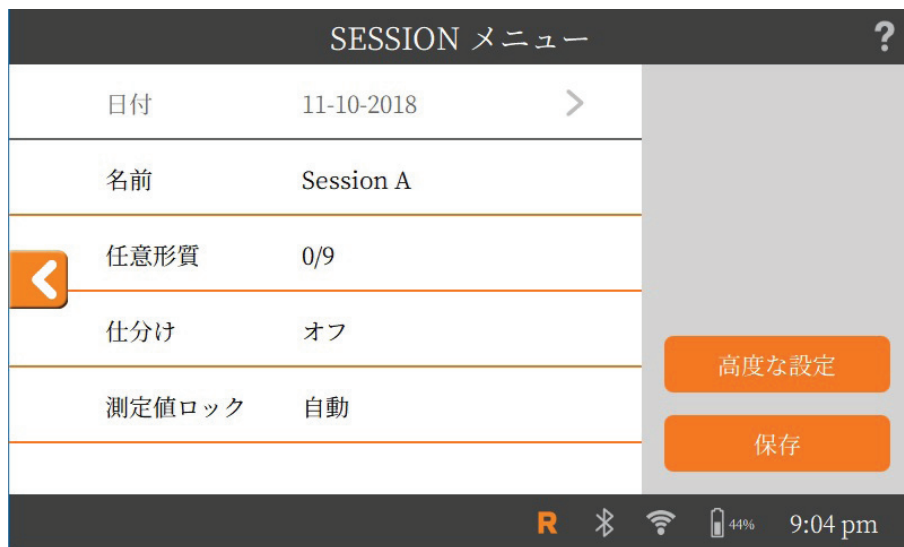 SESSION メニュー ?
日付 11-10-2018
名前 Session A
任意形質 0/9
仕分け オフ
高度な設定
測定値ロック 自動
保存
R 44% 9:04 pm